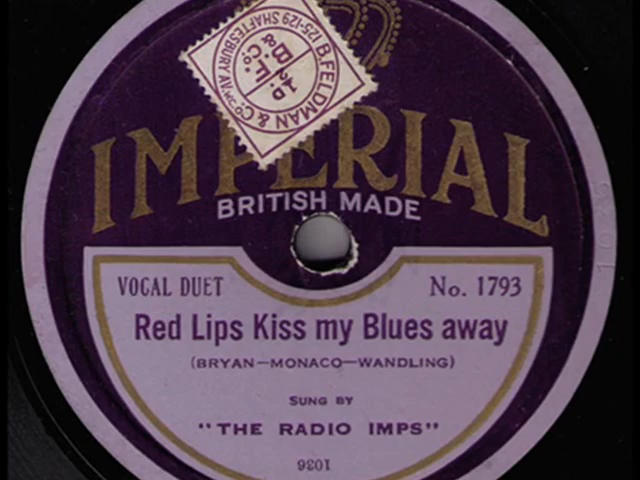 B. FELDMAN & CO.
125-129 SHAFTESBURY AV.
B.F.
& Co.
IMPERIAL
BRITISH MADE
VOCAL DUET No. 1793
Red Lips Kiss my Blues away
(BRYAN—MONACO—WANDLING)
SUNG BY
"THE RADIO IMPS"
1036